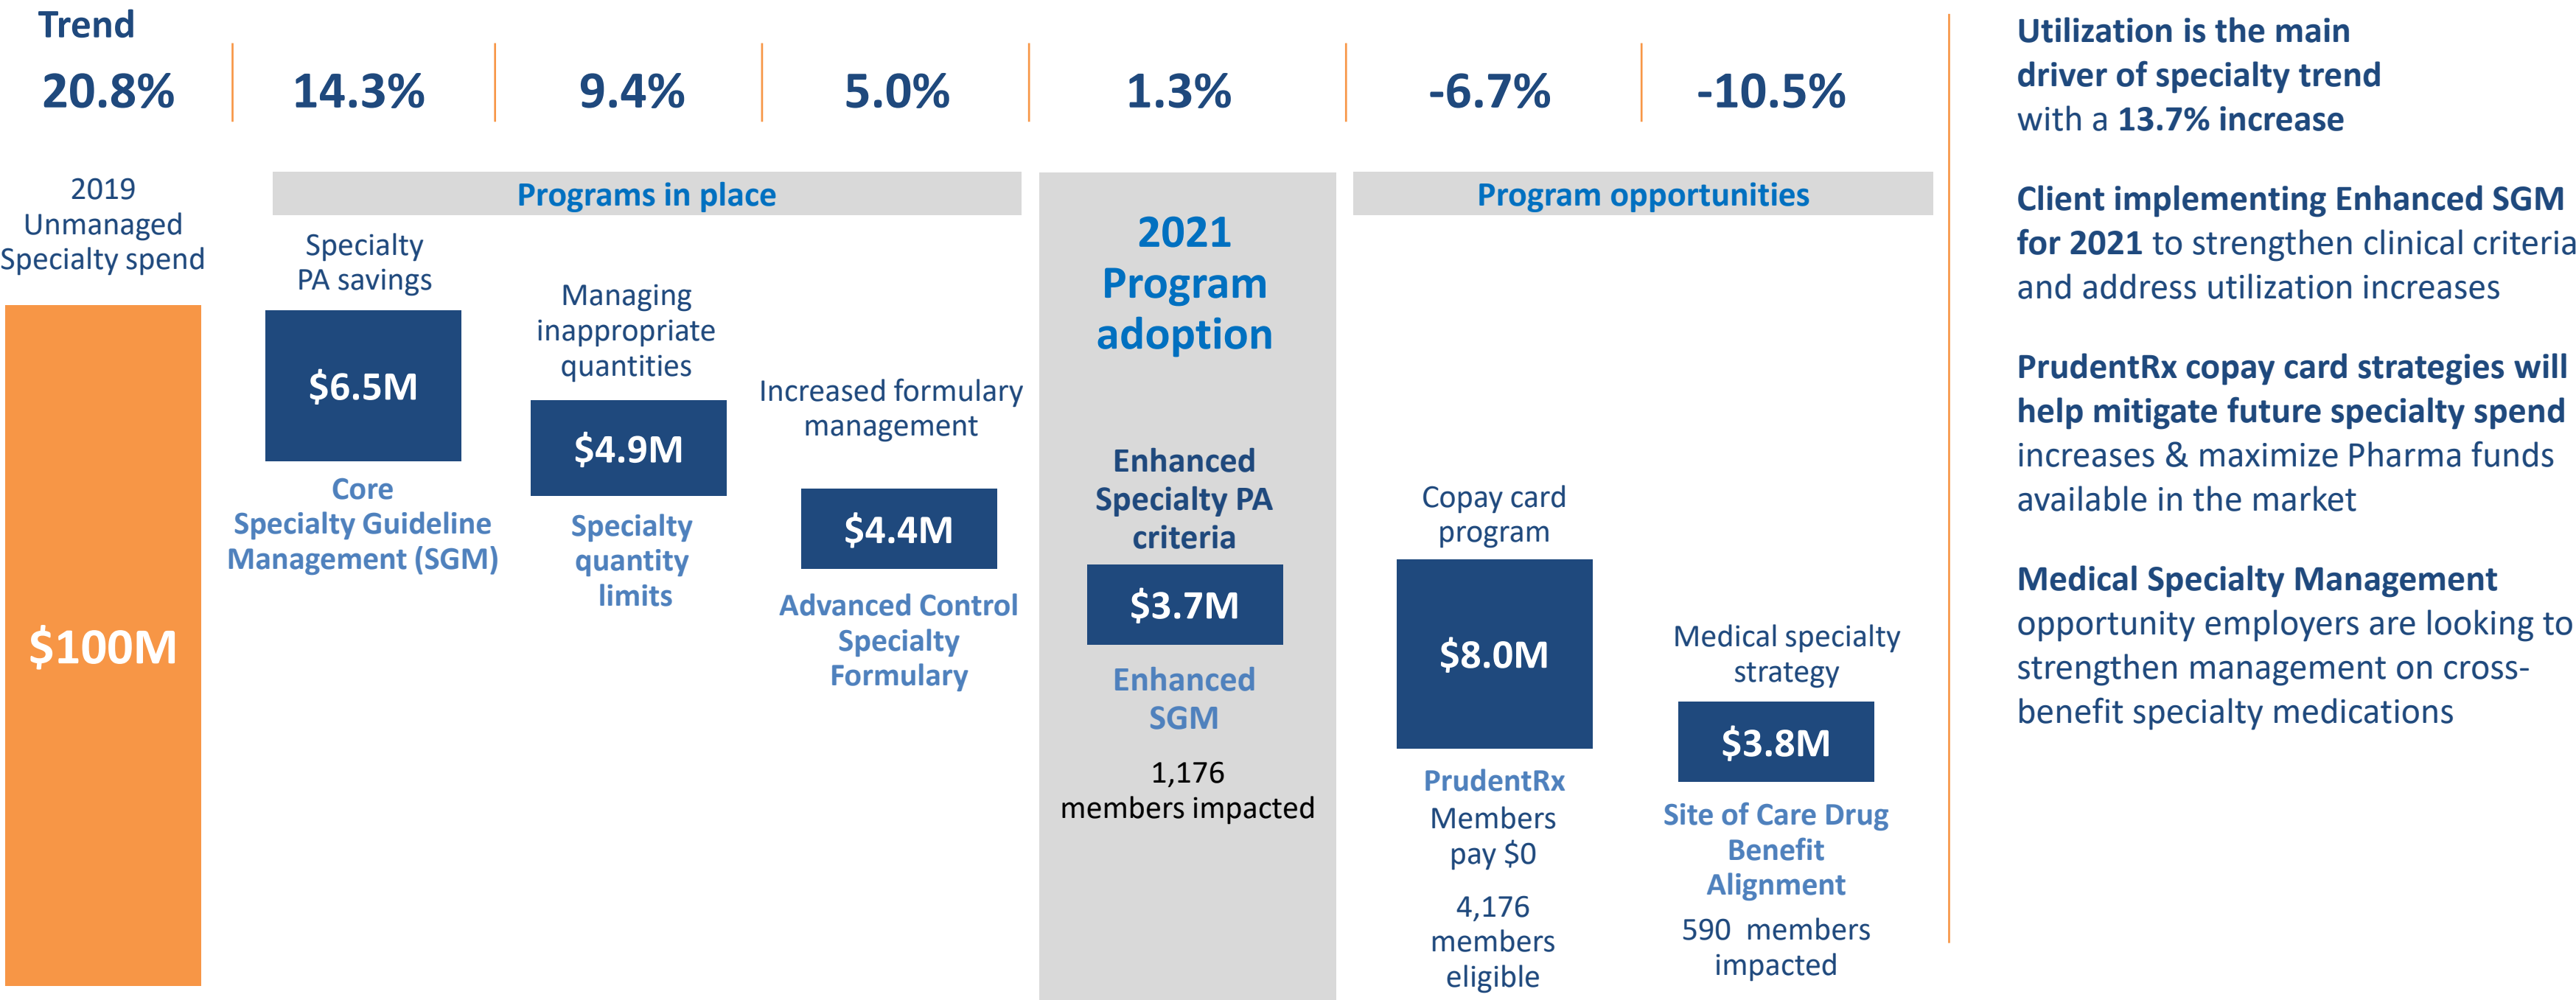 Trend
20.8%
14.3%
9.4%
5.0%
1.3%
-6.7%
-10.5%
2019
Unmanaged
Specialty spend
$100M
Programs in place
Specialty
PA savings
$6.5M
Core
Specialty Guideline
Management (SGM)
Managing
inappropriate
quantities
$4.9M
Specialty
quantity
limits
Increased formulary
management
$4.4M
Advanced Control
Specialty
Formulary
2021
Program
adoption
Enhanced
Specialty PA
criteria
$3.7M
Enhanced
SGM
1,176
members impacted
Program opportunities
Copay card
program
$8.0M
PrudentRx
Members
pay $0
4,176
members
eligible
Medical specialty
strategy
$3.8M
Site of Care Drug
Benefit
Alignment
590 members
impacted
Utilization is the main
driver of specialty trend
with a 13.7% increase
Client implementing Enhanced SGM
for 2021 to strengthen clinical criteria
and address utilization increases
PrudentRx copay card strategies will
help mitigate future specialty spend
increases & maximize Pharma funds
available in the market
Medical Specialty Management
opportunity employers are looking to
strengthen management on cross-
benefit specialty medications